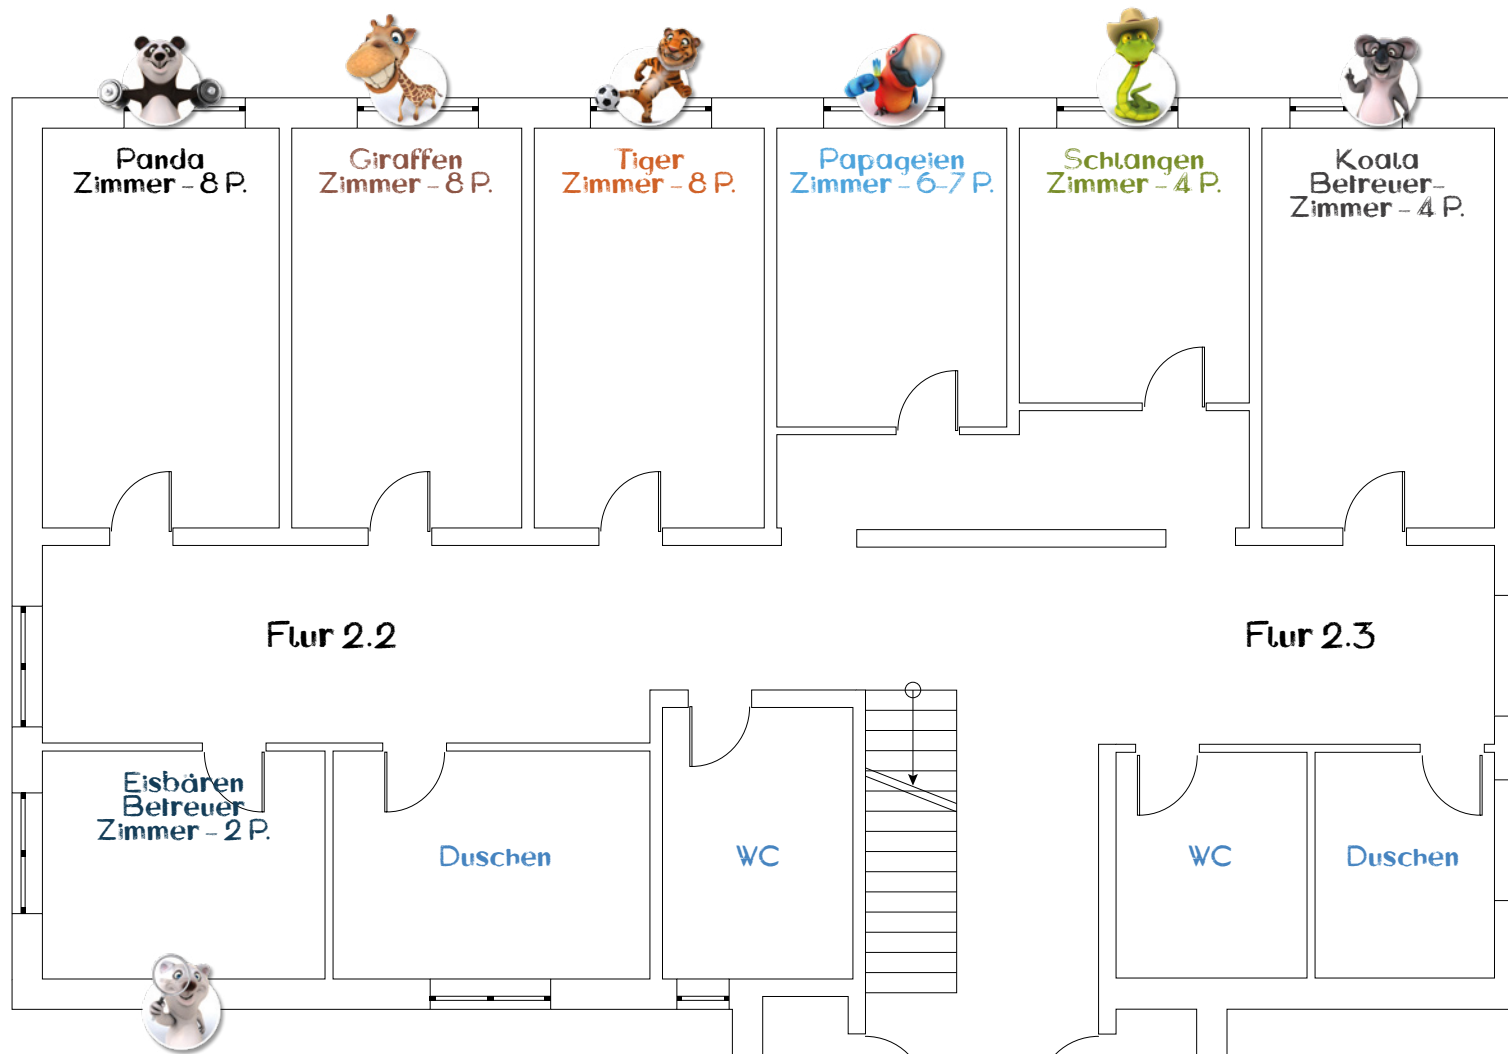 Panda
Zimmer - 8 P.
Giraffen
Zimmer - 8 P.
Tiger
Zimmer - 8 P.
Papageien
Zimmer - 6-7 P.
Schlangen
Zimmer - 4 P.
Koala
Betreuer-
Zimmer - 4 P.
Flur 2.2
Flur 2.3
Eisbären
Betreuer
Zimmer - 2 P.
Duschen
WC
WC
Duschen